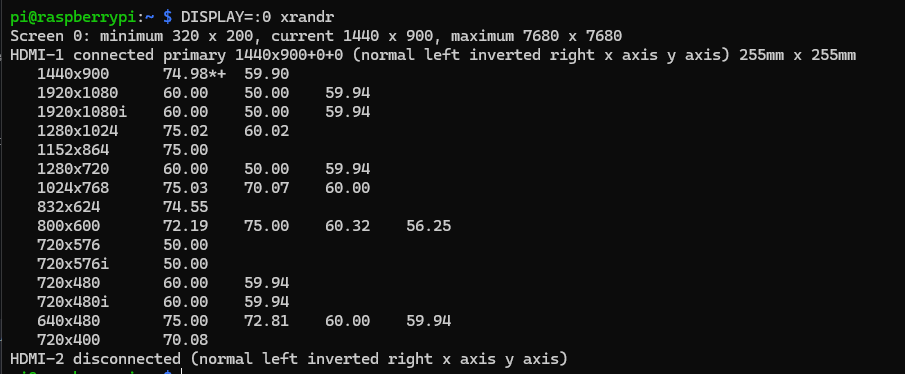 pi@raspberrypi:~ $ DISPLAY=:0 xrandr
Screen 0: minimum 320 x 200, current 1440 x 900, maximum 7680 x 7680
HDMI-1 connected primary 1440x900+0+0 (normal left inverted right x axis y axis) 255mm x 255mm
   1440x900      74.98*+  59.90
   1920x1080     60.00    50.00    59.94
   1920x1080i    60.00    50.00    59.94
   1280x1024     75.02    60.02
   1152x864      75.00
   1280x720      60.00    50.00    59.94
   1024x768      75.03    70.07    60.00
   832x624       74.55
   800x600       72.19    75.00    60.32    56.25
   720x576       50.00
   720x576i      50.00
   720x480       60.00    59.94
   720x480i      60.00    59.94
   640x480       75.00    72.81    60.00    59.94
   720x400       70.08
HDMI-2 disconnected (normal left inverted right x axis y axis)